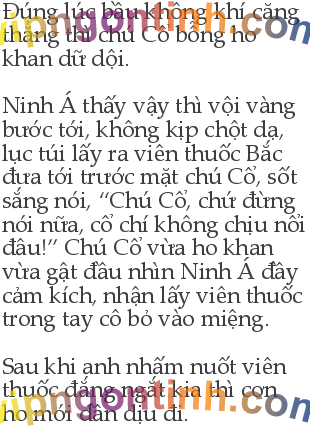 Đúng lúc bầu không khí căng
thẳng thì chú Cổ bỗng ho
khan dữ dội.
Ninh Á thấy vậy thì vội vàng
bước tới, không kịp chột dạ,
lục túi lấy ra viên thuốc Bắc
đưa tới trước mặt chú Cổ, sốt
sắng nói, “Chú Cổ, chứ đừng
nói nữa, cổ chí không chịu nổi
đâu!” Chú Cổ vừa ho khan
vừa gật đầu nhìn Ninh Á đầy
cảm kích, nhận lấy viên thuốc
trong tay cô bỏ vào miệng.
Sau khi anh nhấm nuốt viên
thuốc đắng ngắt kia thì cơn
ho mới dần dịu đi.
vipngontinh.com